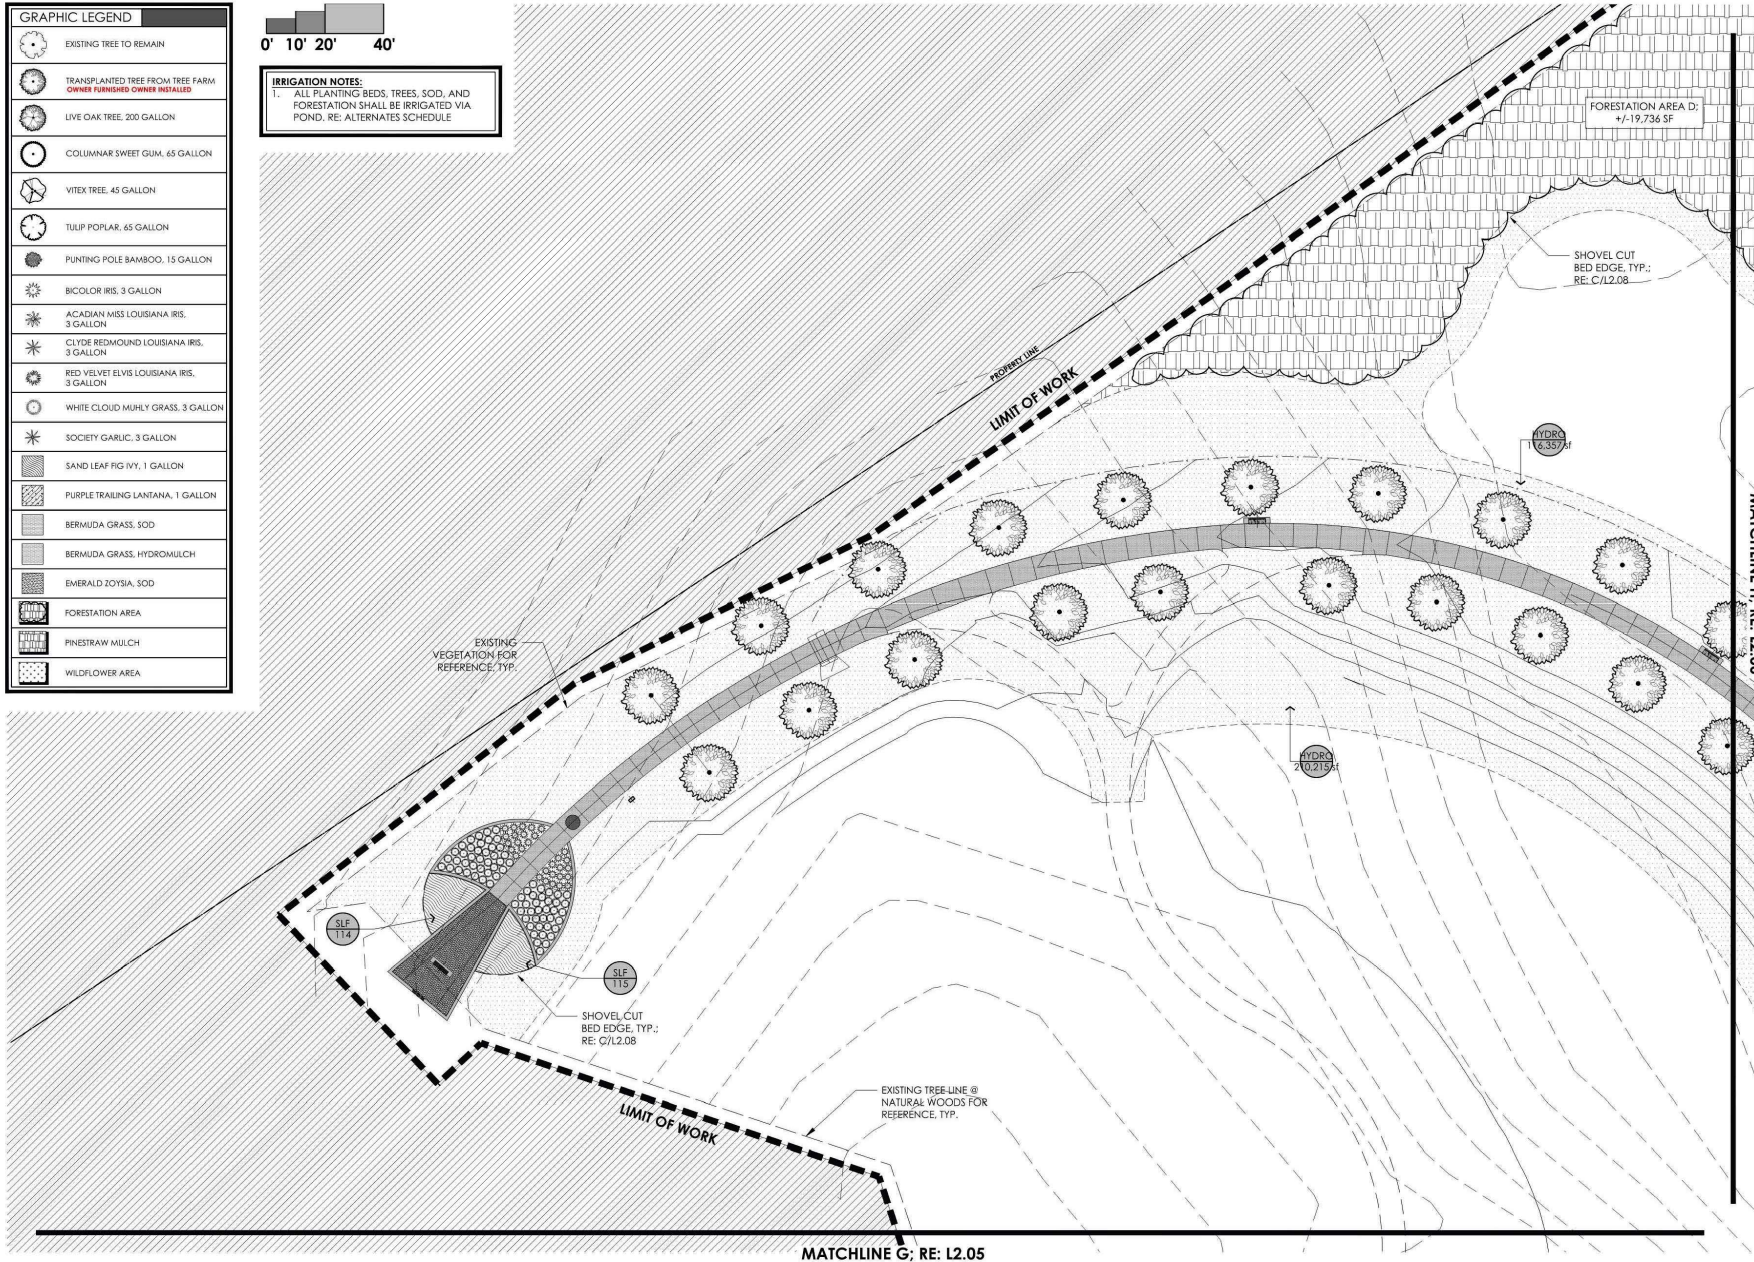 GRAPHIC LEGEND
EXISTING TREE TO REMAIN
TRANSPLANTED TREE FROM TREE FARM
OWNER FURNISHED OWNER INSTALLED
LIVE OAK TREE, 200 GALLON
COLUMNAR SWEET GUM, 65 GALLON
VITEX TREE, 45 GALLON
TULIP POPLAR, 65 GALLON
PUNTING POLE BAMBOO, 15 GALLON
BICOLOR IRIS, 3 GALLON
ACADIAN MISS LOUISIANA IRIS,
3 GALLON
CLYDE REDMOUND LOUISIANA IRIS,
3 GALLON
RED VELVET ELVIS LOUISIANA IRIS,
3 GALLON
WHITE CLOUD MUHLY GRASS, 3 GALLON
SOCIETY GARLIC, 3 GALLON
SAND LEAF FIG IVY, 1 GALLON
PURPLE TRAILING LANTANA, 1 GALLON
BERMUDA GRASS, SOD
BERMUDA GRASS, HYDROMULCH
EMERALD ZOYSIA, SOD
FORESTATION AREA
PINESTRAW MULCH
WILDFLOWER AREA
0' 10' 20' 40'
IRRIGATION NOTES:
1. ALL PLANTING BEDS, TREES, SOD, AND
FORESTATION SHALL BE IRRIGATED VIA
POND. RE: ALTERNATES SCHEDULE
FORESTATION AREA D;
+/-19,736 SF
SHOVEL CUT
BED EDGE, TYP.;
RE: C/L2.08
PROPERTY LINE
LIMIT OF WORK
HYDRO
116,357 sf
EXISTING
VEGETATION FOR
REFERENCE, TYP.
HYDRO
210,215 sf
SLF
114
SLF
115
SHOVEL CUT
BED EDGE, TYP.;
RE: C/L2.08
EXISTING TREE LINE @
NATURAL WOODS FOR
REFERENCE, TYP.
LIMIT OF WORK
MATCHLINE G; RE: L2.05